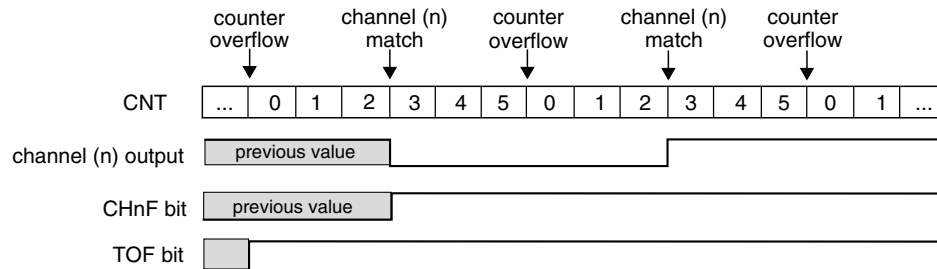 counter overflow
channel (n) match
counter overflow
channel (n) match
counter overflow
CNT ... 0 1 2 3 4 5 0 1 2 3 4 5 0 1 ...
channel (n) output previous value
CHnF bit previous value
TOF bit